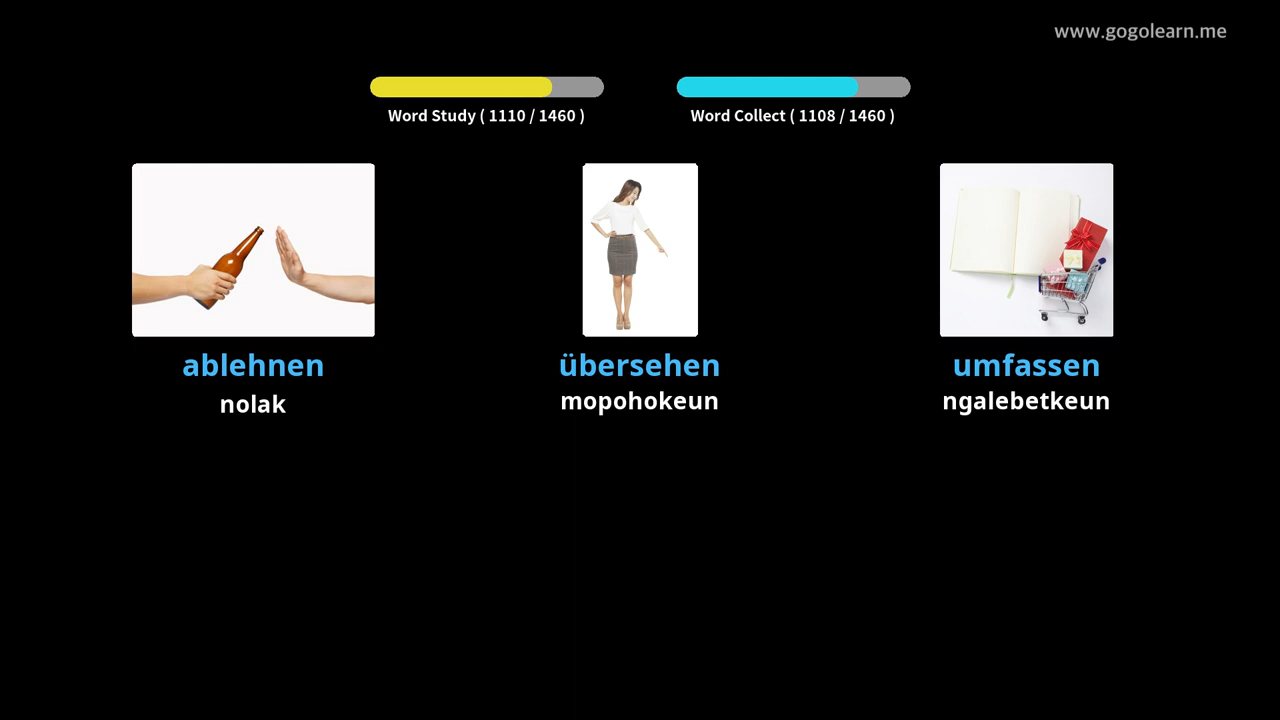 www.gogolearn.me
Word Study ( 1110 / 1460 )
Word Collect ( 1108 / 1460 )
ablehnen
nolak
übersehen
mopohokeun
umfassen
ngalebetkeun